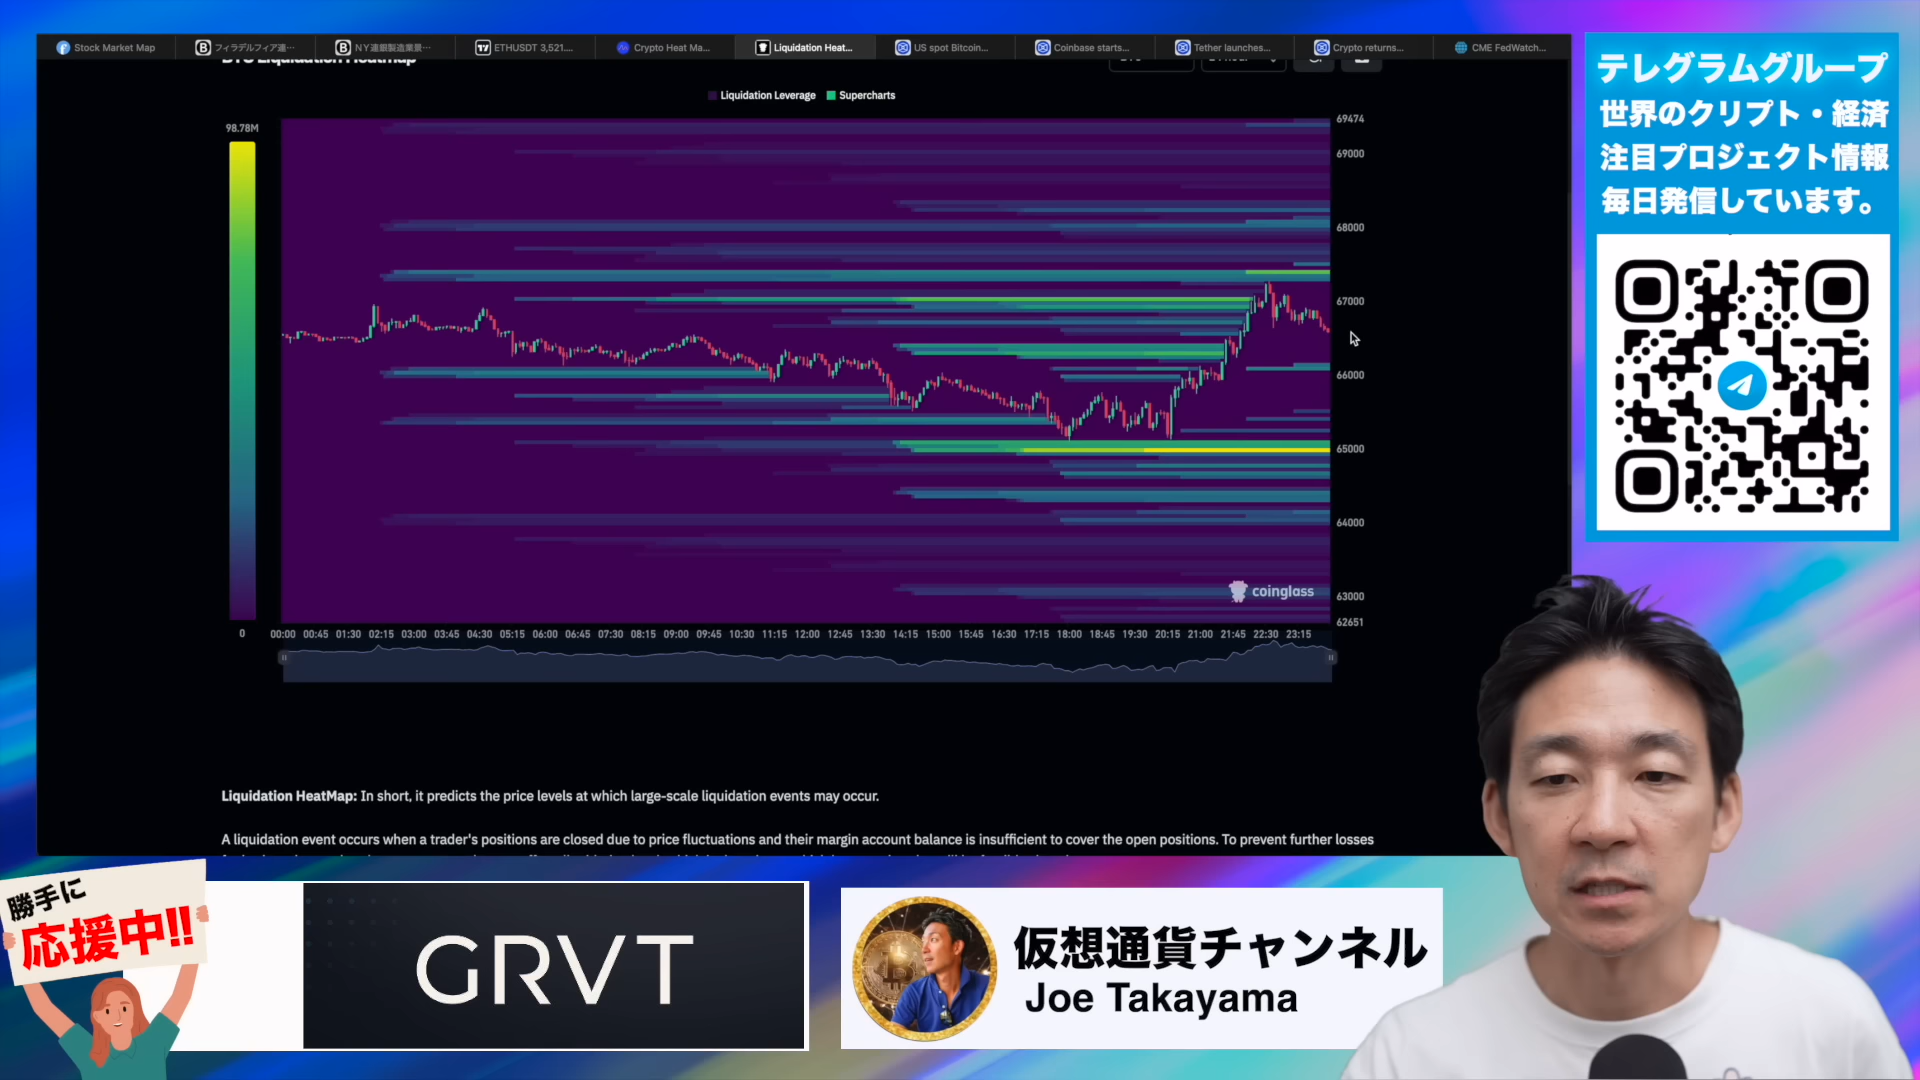 Stock Market Map
フィラデルフィア連…
ＮＹ連銀製造業景…
ETHUSDT 3,521....
Crypto Heat Ma...
Liquidation Heat...
US spot Bitcoin...
Coinbase starts...
Tether launches...
Crypto returns...
CME FedWatch...
BTC Liquidation Heatmap
Liquidation Leverage
Supercharts
98.78M
0
69474
69000
68000
67000
66000
65000
64000
63000
62651
coinglass
00:00 00:45 01:30 02:15 03:00 03:45 04:30 05:15 06:00 06:45 07:30 08:15 09:00 09:45 10:30 11:15 12:00 12:45 13:30 14:15 15:00 15:45 16:30 17:15 18:00 18:45 19:30 20:15 21:00 21:45 22:30 23:15
Liquidation HeatMap: In short, it predicts the price levels at which large-scale liquidation events may occur.
A liquidation event occurs when a trader's positions are closed due to price fluctuations and their margin account balance is insufficient to cover the open positions. To prevent further losses
テレグラムグループ
世界のクリプト・経済
注目プロジェクト情報
毎日発信しています。
勝手に
応援中!!
GRVT
仮想通貨チャンネル
Joe Takayama